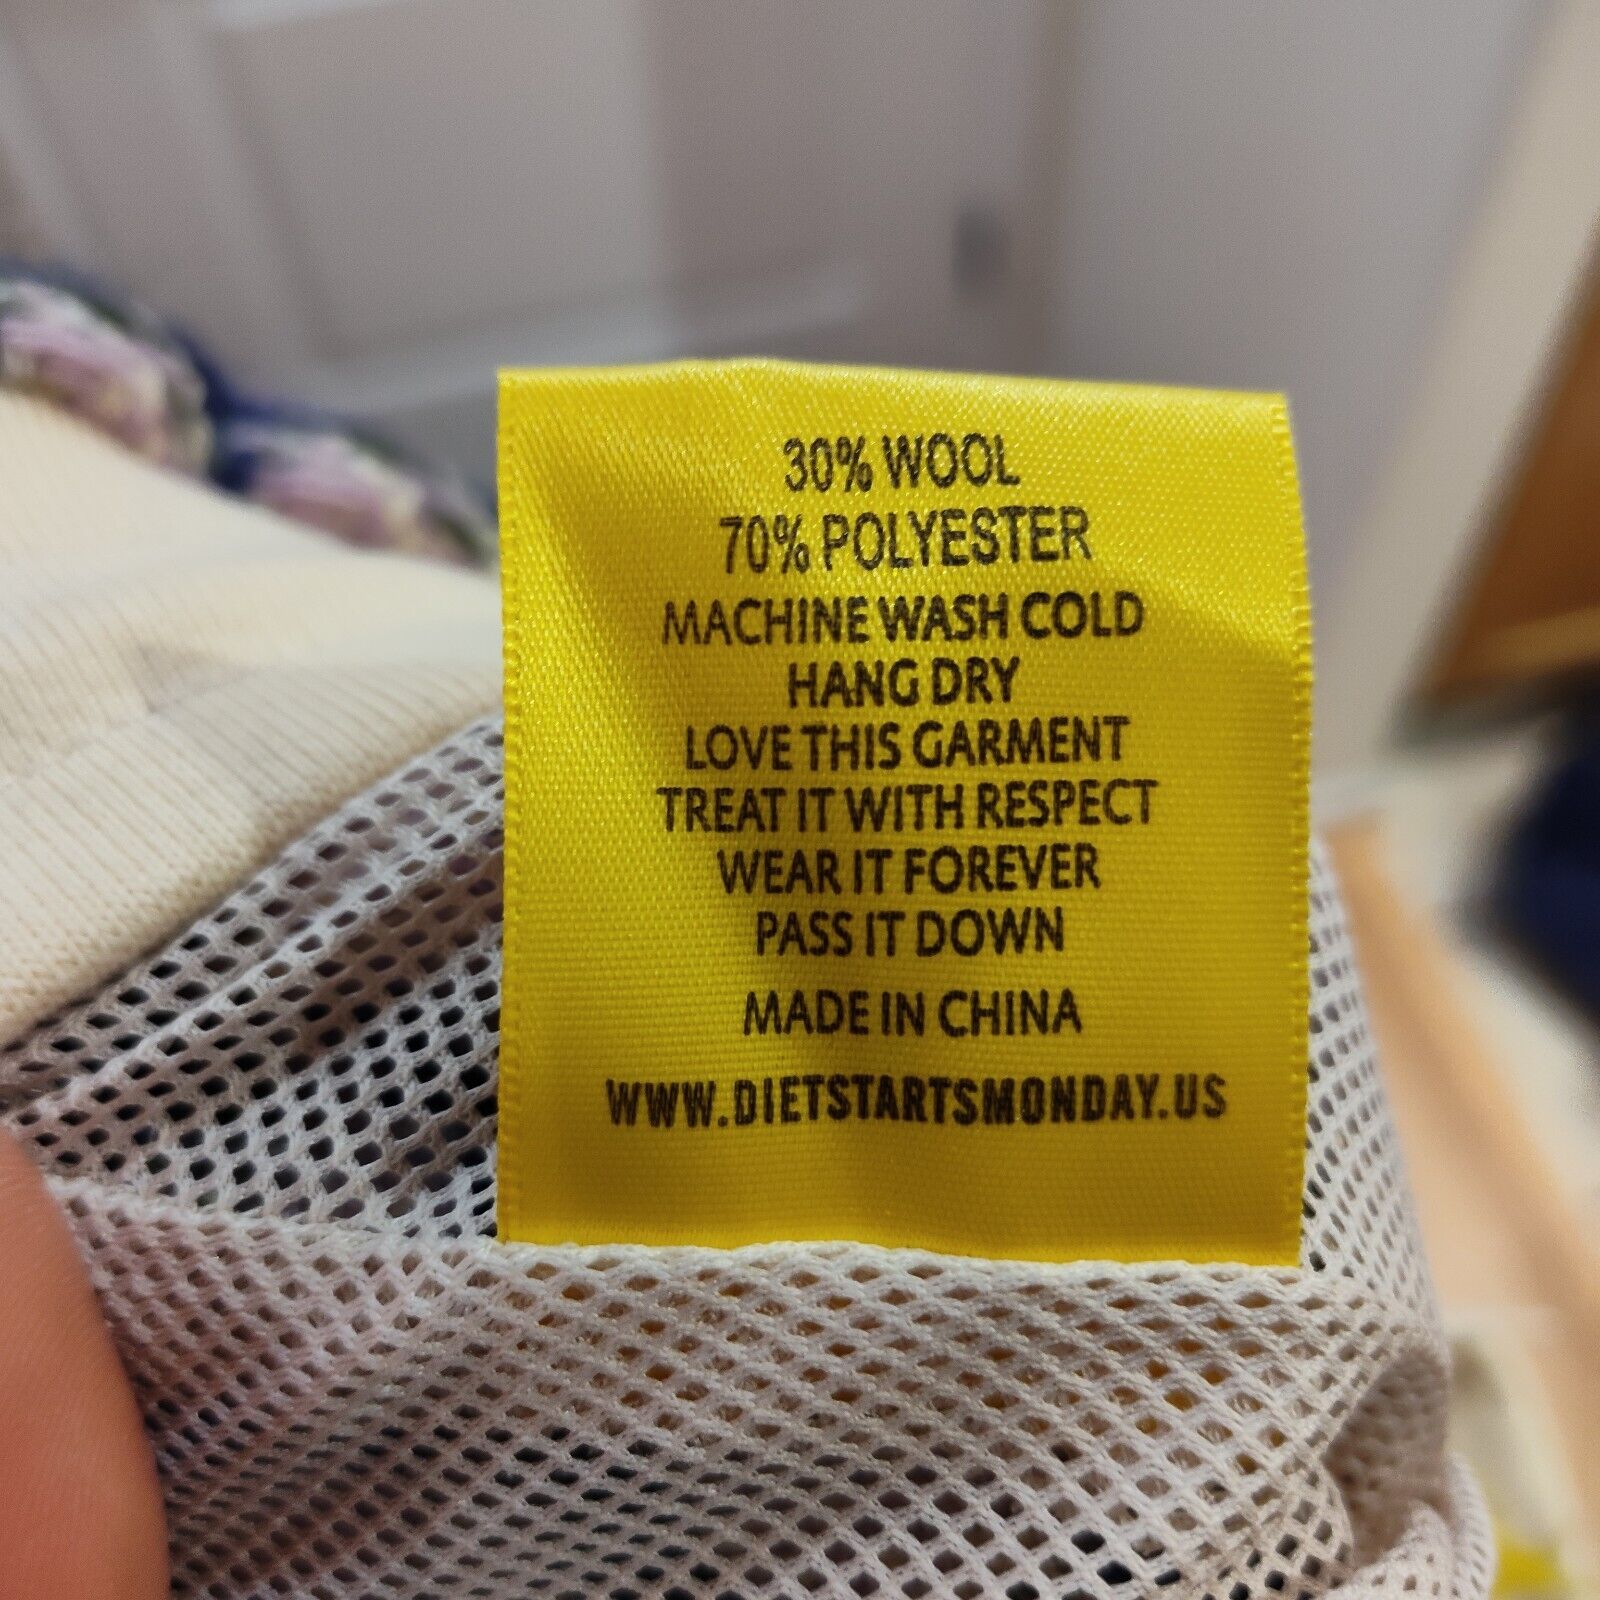 30% WOOL
70% POLYESTER
MACHINE WASH COLD
HANG DRY
LOVE THIS GARMENT
TREAT IT WITH RESPECT
WEAR IT FOREVER
PASS IT DOWN
MADE IN CHINA
WWW.DIETSTARTSMONDAY.US